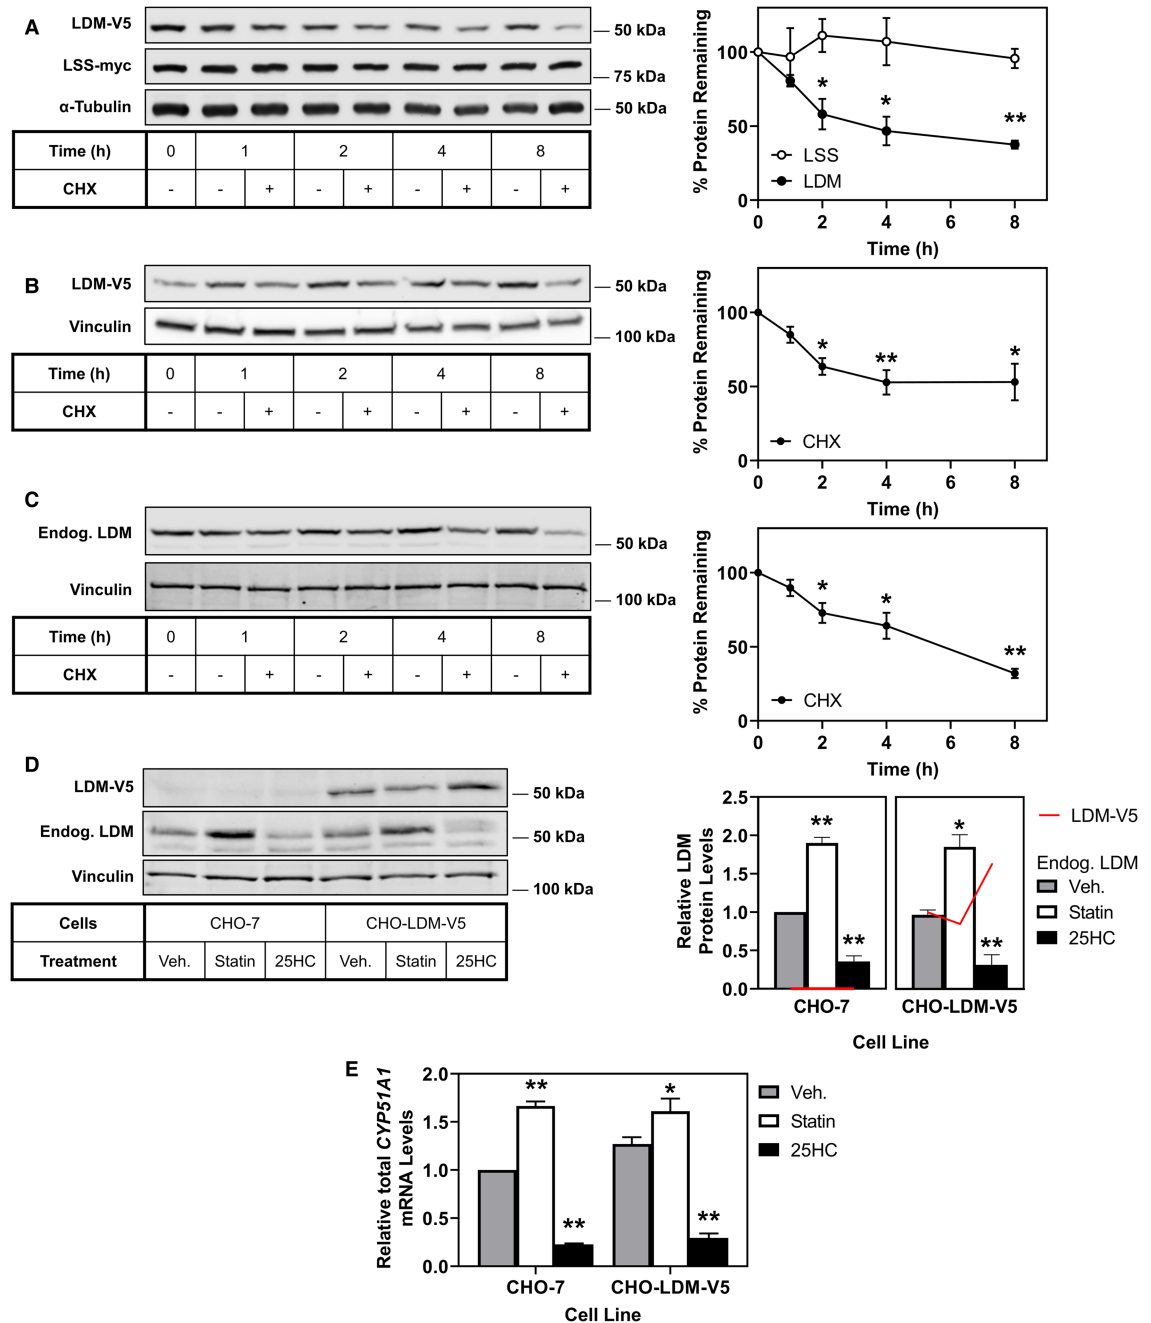 A
LDM-V5
50 kDa
LSS-myc
75 kDa
α-Tubulin
50 kDa
Time (h) 0 1 2 4 8
CHX - - + - + - + - +
% Protein Remaining
100
50
0
* * **
LSS
LDM
0 2 4 6 8
Time (h)
B
LDM-V5
50 kDa
Vinculin
100 kDa
Time (h) 0 1 2 4 8
CHX - - + - + - + - +
% Protein Remaining
100
50
0
* ** *
CHX
0 2 4 6 8
Time (h)
C
Endog. LDM
50 kDa
Vinculin
100 kDa
Time (h) 0 1 2 4 8
CHX - - + - + - + - +
% Protein Remaining
100
50
0
* * **
CHX
0 2 4 6 8
Time (h)
D
LDM-V5
50 kDa
Endog. LDM
50 kDa
Vinculin
100 kDa
Cells CHO-7 CHO-LDM-V5
Treatment Veh. Statin 25HC Veh. Statin 25HC
Relative LDM
Protein Levels
2.5
2.0
1.5
1.0
0.5
0.0
** ** * **
CHO-7 CHO-LDM-V5
Cell Line
LDM-V5
Endog. LDM
Veh.
Statin
25HC
E
Relative total CYP51A1
mRNA Levels
2.0
1.5
1.0
0.5
0.0
** ** * **
CHO-7 CHO-LDM-V5
Cell Line
Veh.
Statin
25HC